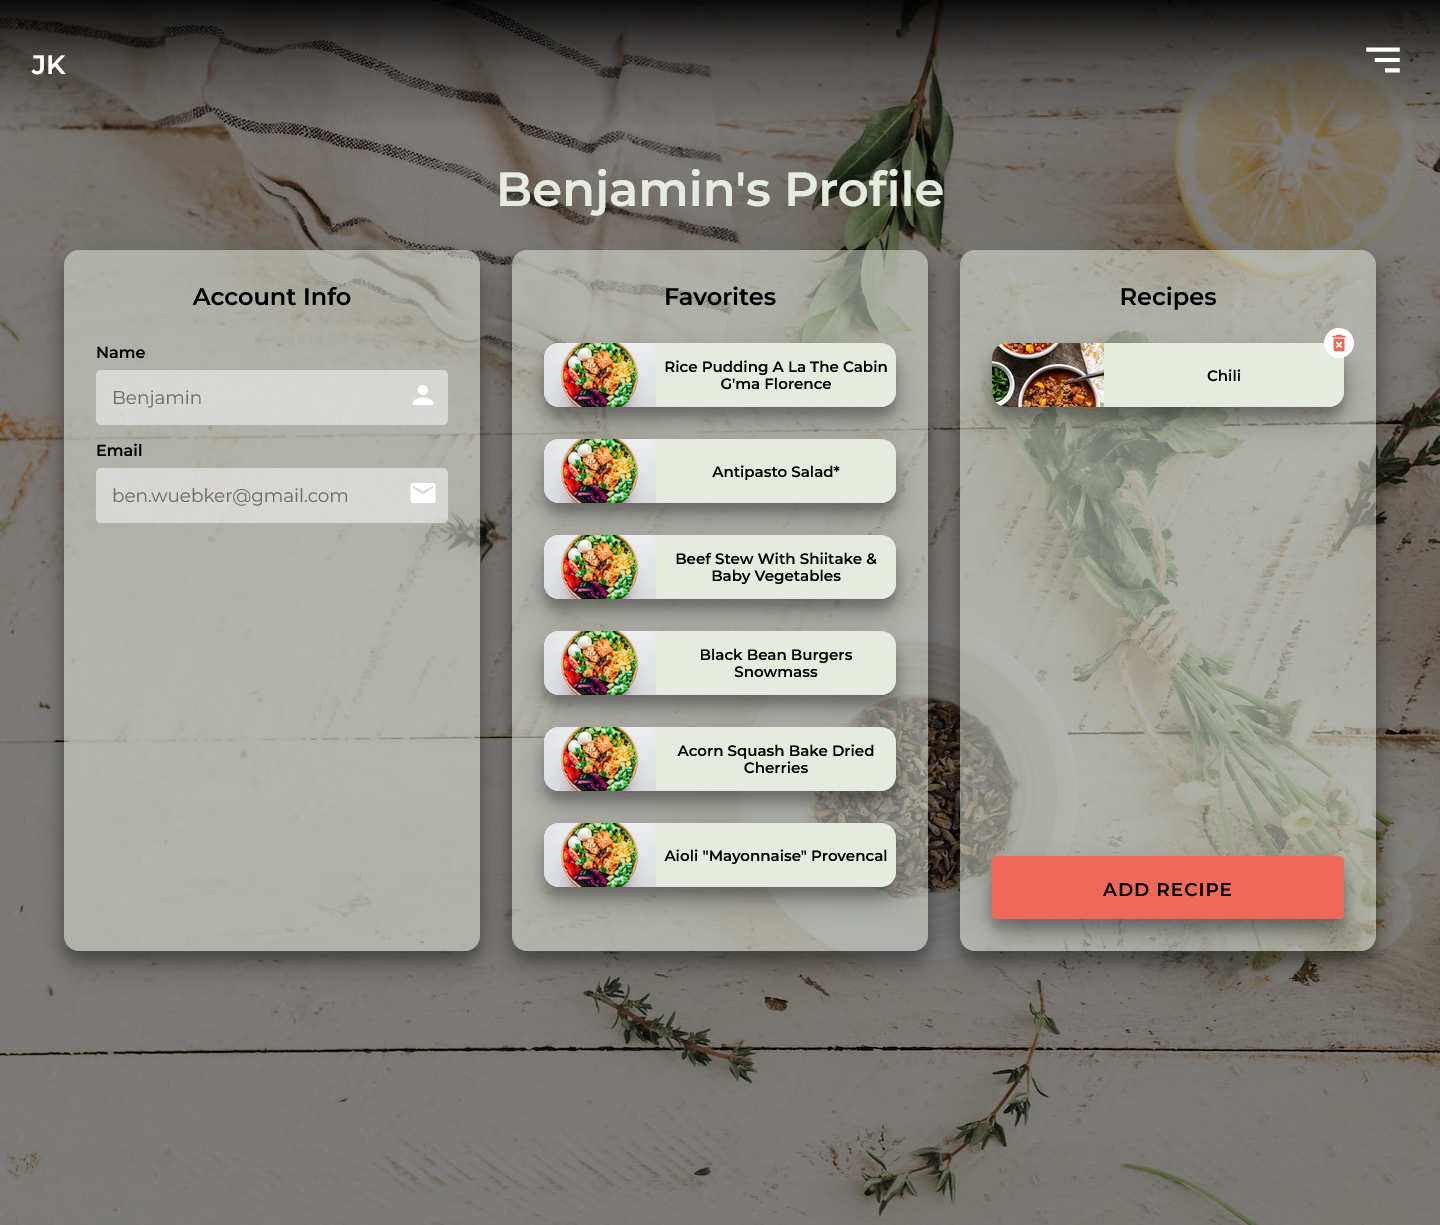 JK
Benjamin's Profile
Account Info
Name
Benjamin
Email
ben.wuebker@gmail.com
Favorites
Rice Pudding A La The Cabin
G'ma Florence
Antipasto Salad*
Beef Stew With Shiitake &
Baby Vegetables
Black Bean Burgers
Snowmass
Acorn Squash Bake Dried
Cherries
Aioli "Mayonnaise" Provencal
Recipes
Chili
ADD RECIPE